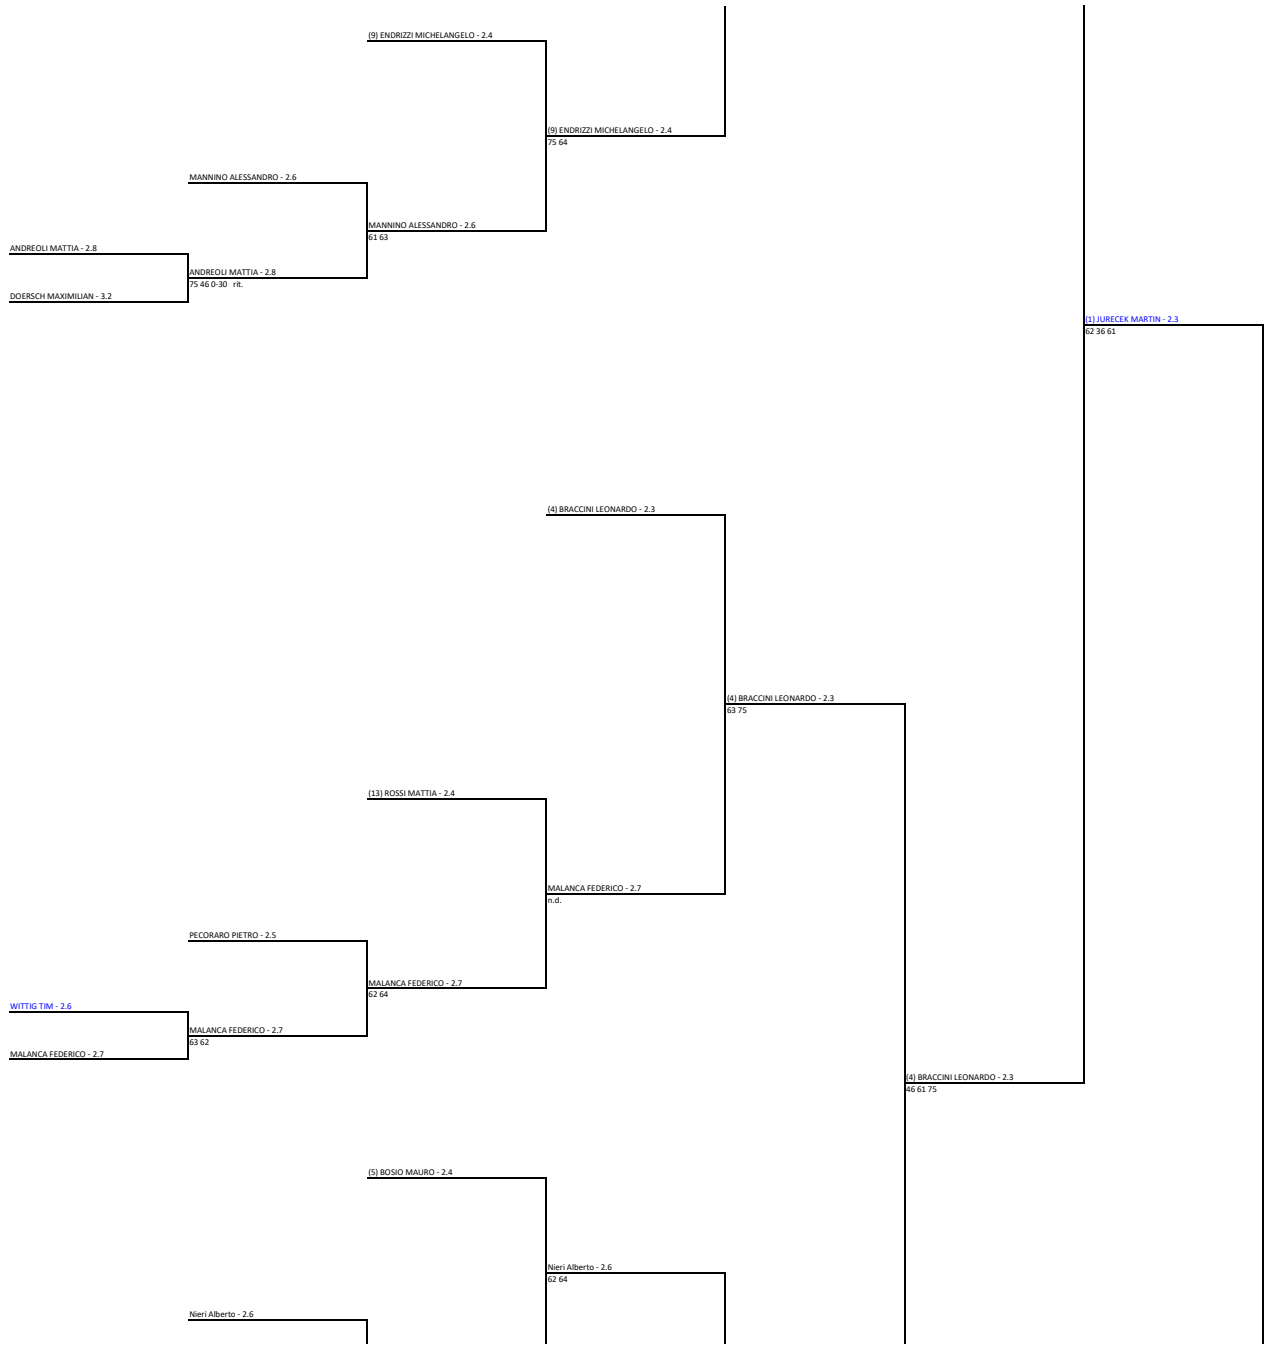 (9) ENDRIZZI MICHELANGELO - 2.4
(9) ENDRIZZI MICHELANGELO - 2.4
75 64
MANNINO ALESSANDRO - 2.6
MANNINO ALESSANDRO - 2.6
61 63
ANDREOLI MATTIA - 2.8
ANDREOLI MATTIA - 2.8
75 46 0-30 rit.
DOERSCH MAXIMILIAN - 3.2
(1) JURECEK MARTIN - 2.3
62 36 61
(4) BRACCINI LEONARDO - 2.3
(4) BRACCINI LEONARDO - 2.3
63 75
(13) ROSSI MATTIA - 2.4
MALANCA FEDERICO - 2.7
n.d.
PECORARO PIETRO - 2.5
MALANCA FEDERICO - 2.7
62 64
WITTIG TIM - 2.6
MALANCA FEDERICO - 2.7
63 62
MALANCA FEDERICO - 2.7
(4) BRACCINI LEONARDO - 2.3
46 61 75
(5) BOSIO MAURO - 2.4
Nieri Alberto - 2.6
62 64
Nieri Alberto - 2.6